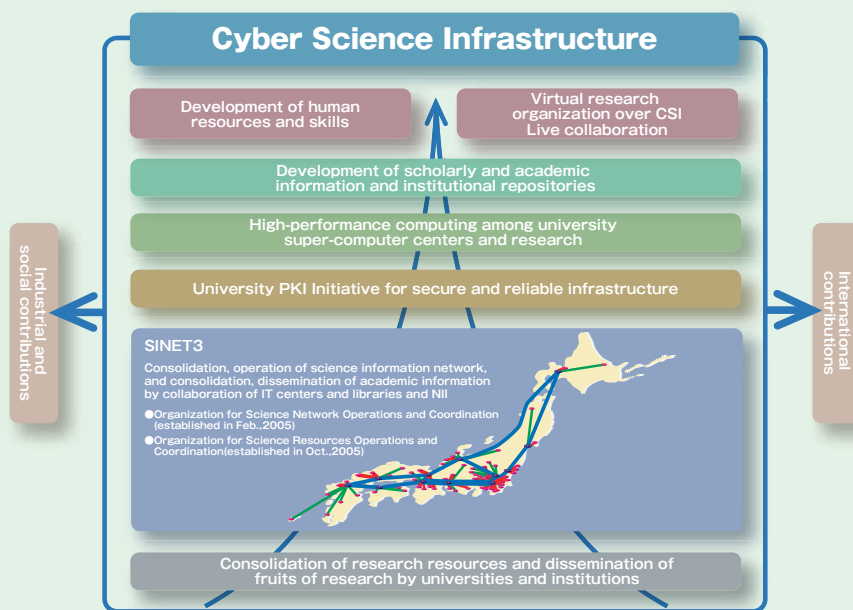 Cyber Science Infrastructure
Development of human
resources and skills
Virtual research
organization over CSI
Live collaboration
Development of scholarly and academic
information and institutional repositories
High-performance computing among university
super-computer centers and research
University PKI Initiative for secure and reliable infrastructure
Industrial and
social contributions
International
contributions
SINET3
Consolidation, operation of science information network,
and consolidation, dissemination of academic information
by collaboration of IT centers and libraries and NII
●Organization for Science Network Operations and Coordination
(established in Feb.,2005)
●Organization for Science Resources Operations and
Coordination(established in Oct.,2005)
Consolidation of research resources and dissemination of
fruits of research by universities and institutions